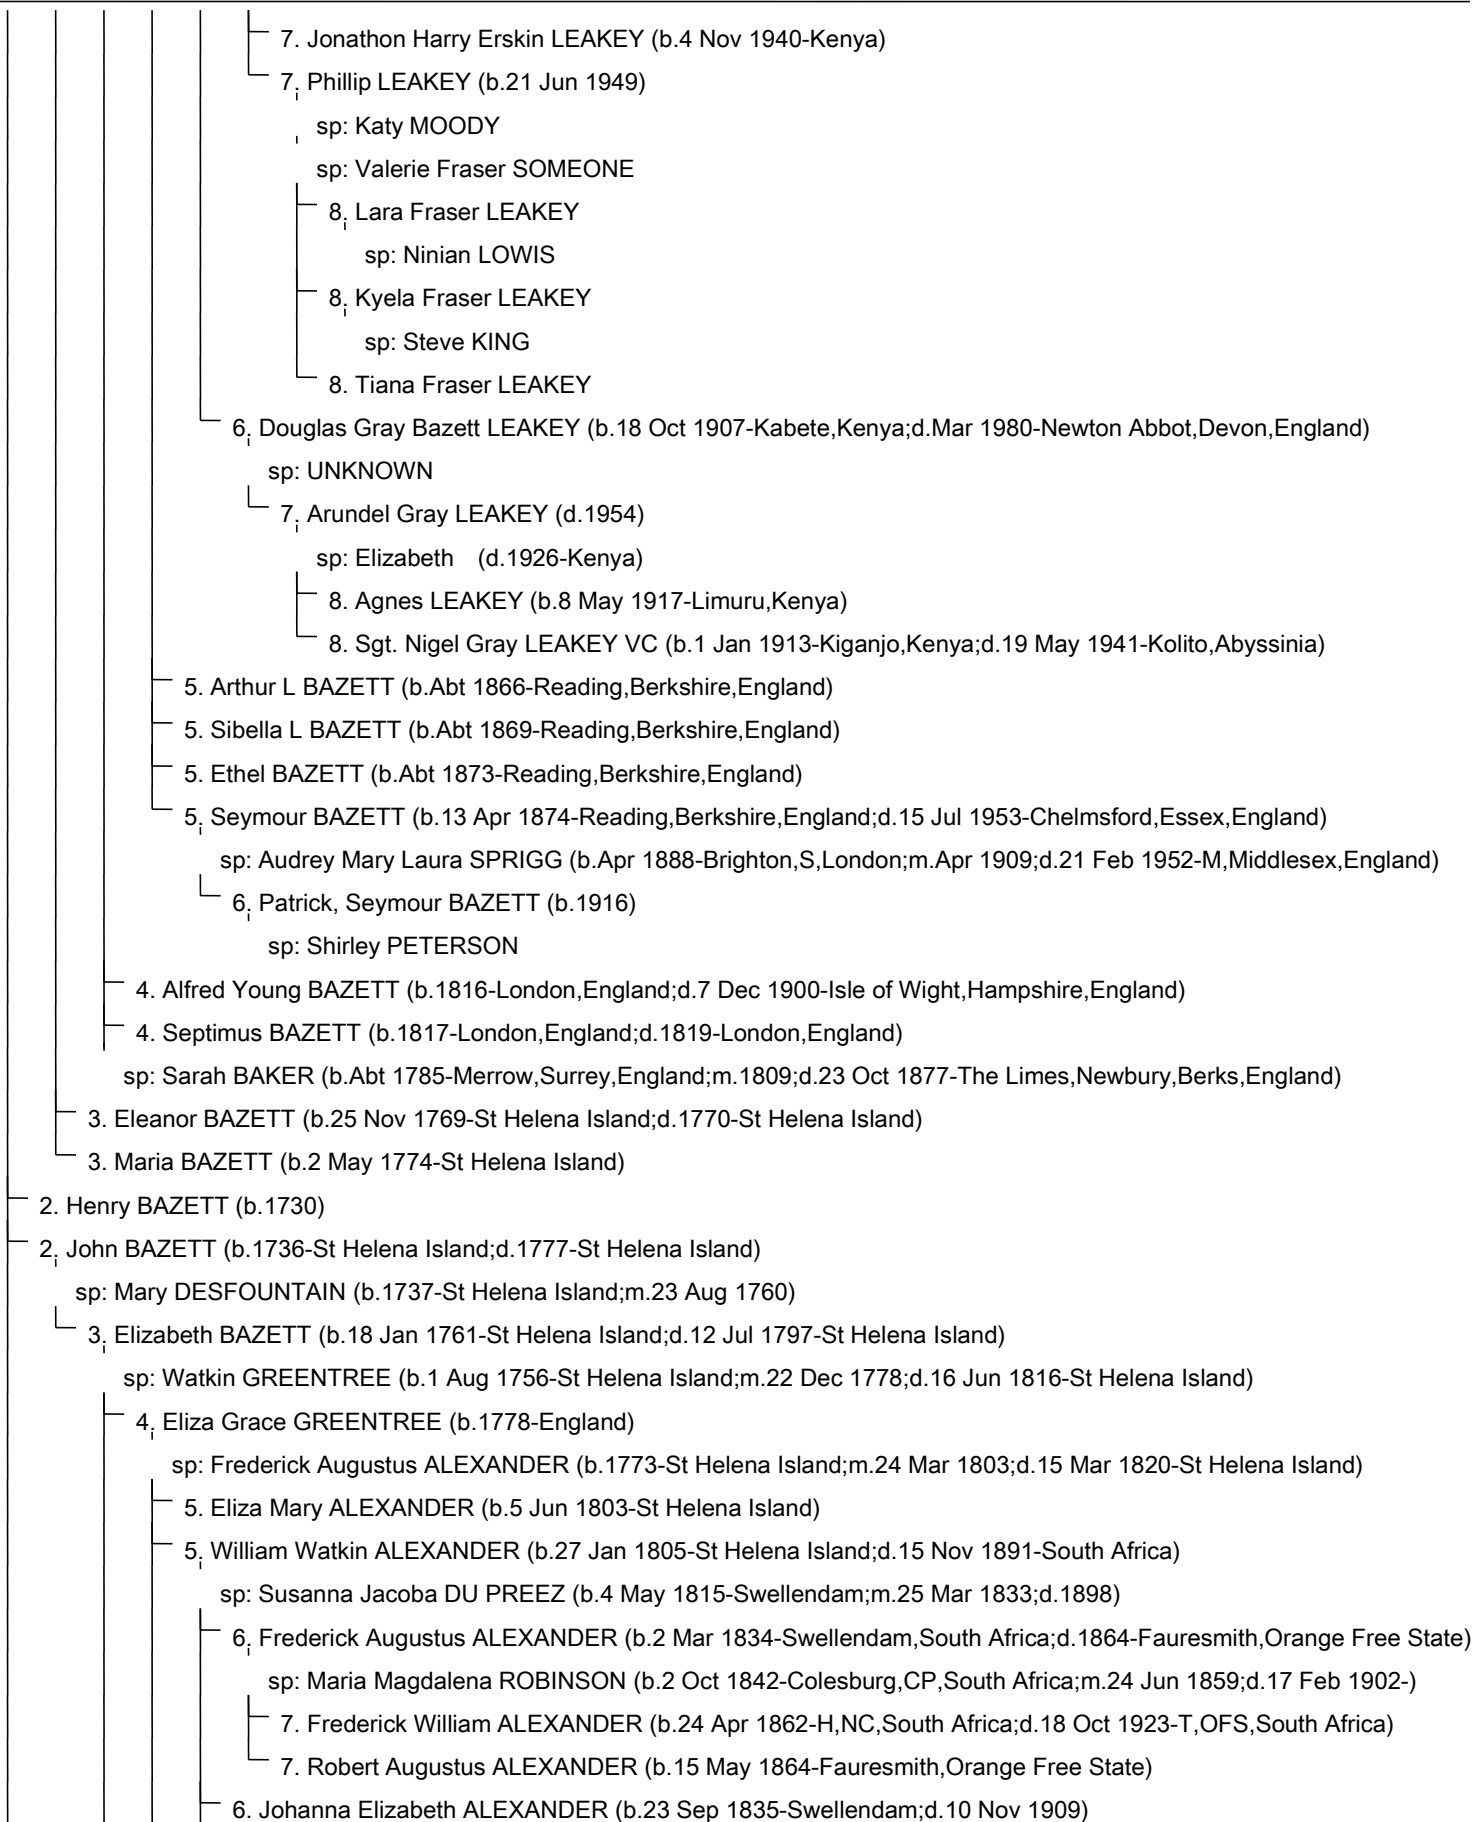 7. Jonathon Harry Erskin LEAKEY (b.4 Nov 1940-Kenya)
7. Phillip LEAKEY (b.21 Jun 1949)
sp: Katy MOODY
sp: Valerie Fraser SOMEONE
8. Lara Fraser LEAKEY
sp: Ninian LOWIS
8. Kyela Fraser LEAKEY
sp: Steve KING
8. Tiana Fraser LEAKEY
6. Douglas Gray Bazett LEAKEY (b.18 Oct 1907-Kabete,Kenya;d.Mar 1980-Newton Abbot,Devon,England)
sp: UNKNOWN
7. Arundel Gray LEAKEY (d.1954)
sp: Elizabeth (d.1926-Kenya)
8. Agnes LEAKEY (b.8 May 1917-Limuru,Kenya)
8. Sgt. Nigel Gray LEAKEY VC (b.1 Jan 1913-Kiganjo,Kenya;d.19 May 1941-Kolito,Abyssinia)
5. Arthur L BAZETT (b.Abt 1866-Reading,Berkshire,England)
5. Sibella L BAZETT (b.Abt 1869-Reading,Berkshire,England)
5. Ethel BAZETT (b.Abt 1873-Reading,Berkshire,England)
5. Seymour BAZETT (b.13 Apr 1874-Reading,Berkshire,England;d.15 Jul 1953-Chelmsford,Essex,England)
sp: Audrey Mary Laura SPRIGG (b.Apr 1888-Brighton,S,London;m.Apr 1909;d.21 Feb 1952-M,Middlesex,England)
6. Patrick, Seymour BAZETT (b.1916)
sp: Shirley PETERSON
4. Alfred Young BAZETT (b.1816-London,England;d.7 Dec 1900-Isle of Wight,Hampshire,England)
4. Septimus BAZETT (b.1817-London,England;d.1819-London,England)
sp: Sarah BAKER (b.Abt 1785-Merrow,Surrey,England;m.1809;d.23 Oct 1877-The Limes,Newbury,Berks,England)
3. Eleanor BAZETT (b.25 Nov 1769-St Helena Island;d.1770-St Helena Island)
3. Maria BAZETT (b.2 May 1774-St Helena Island)
2. Henry BAZETT (b.1730)
2. John BAZETT (b.1736-St Helena Island;d.1777-St Helena Island)
sp: Mary DESFOUNTAIN (b.1737-St Helena Island;m.23 Aug 1760)
3. Elizabeth BAZETT (b.18 Jan 1761-St Helena Island;d.12 Jul 1797-St Helena Island)
sp: Watkin GREENTREE (b.1 Aug 1756-St Helena Island;m.22 Dec 1778;d.16 Jun 1816-St Helena Island)
4. Eliza Grace GREENTREE (b.1778-England)
sp: Frederick Augustus ALEXANDER (b.1773-St Helena Island;m.24 Mar 1803;d.15 Mar 1820-St Helena Island)
5. Eliza Mary ALEXANDER (b.5 Jun 1803-St Helena Island)
5. William Watkin ALEXANDER (b.27 Jan 1805-St Helena Island;d.15 Nov 1891-South Africa)
sp: Susanna Jacoba DU PREEZ (b.4 May 1815-Swellendam;m.25 Mar 1833;d.1898)
6. Frederick Augustus ALEXANDER (b.2 Mar 1834-Swellendam,South Africa;d.1864-Fauresmith,Orange Free State)
sp: Maria Magdalena ROBINSON (b.2 Oct 1842-Colesburg,CP,South Africa;m.24 Jun 1859;d.17 Feb 1902-)
7. Frederick William ALEXANDER (b.24 Apr 1862-H,NC,South Africa;d.18 Oct 1923-T,OFS,South Africa)
7. Robert Augustus ALEXANDER (b.15 May 1864-Fauresmith,Orange Free State)
6. Johanna Elizabeth ALEXANDER (b.23 Sep 1835-Swellendam;d.10 Nov 1909)